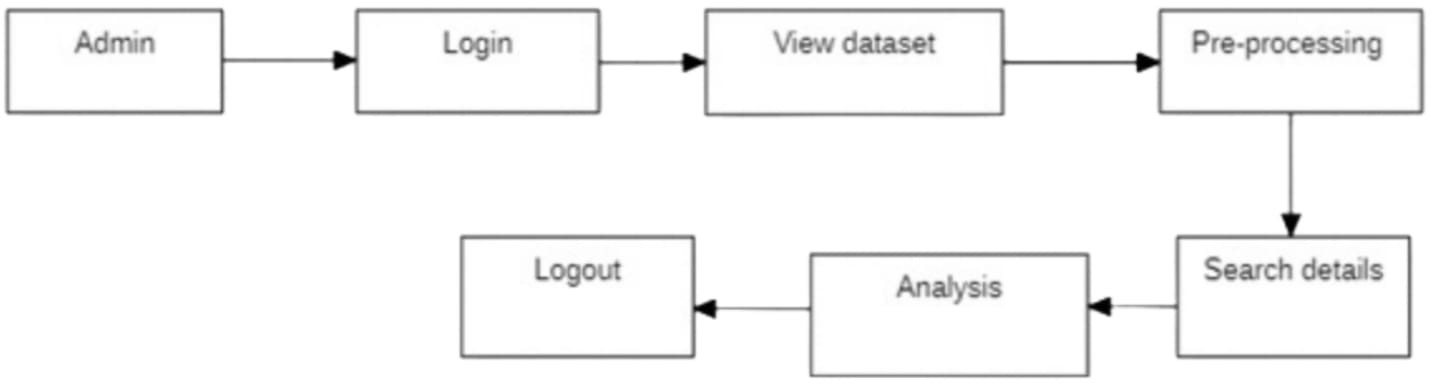 Admin
Login
View dataset
Pre-processing
Search details
Analysis
Logout